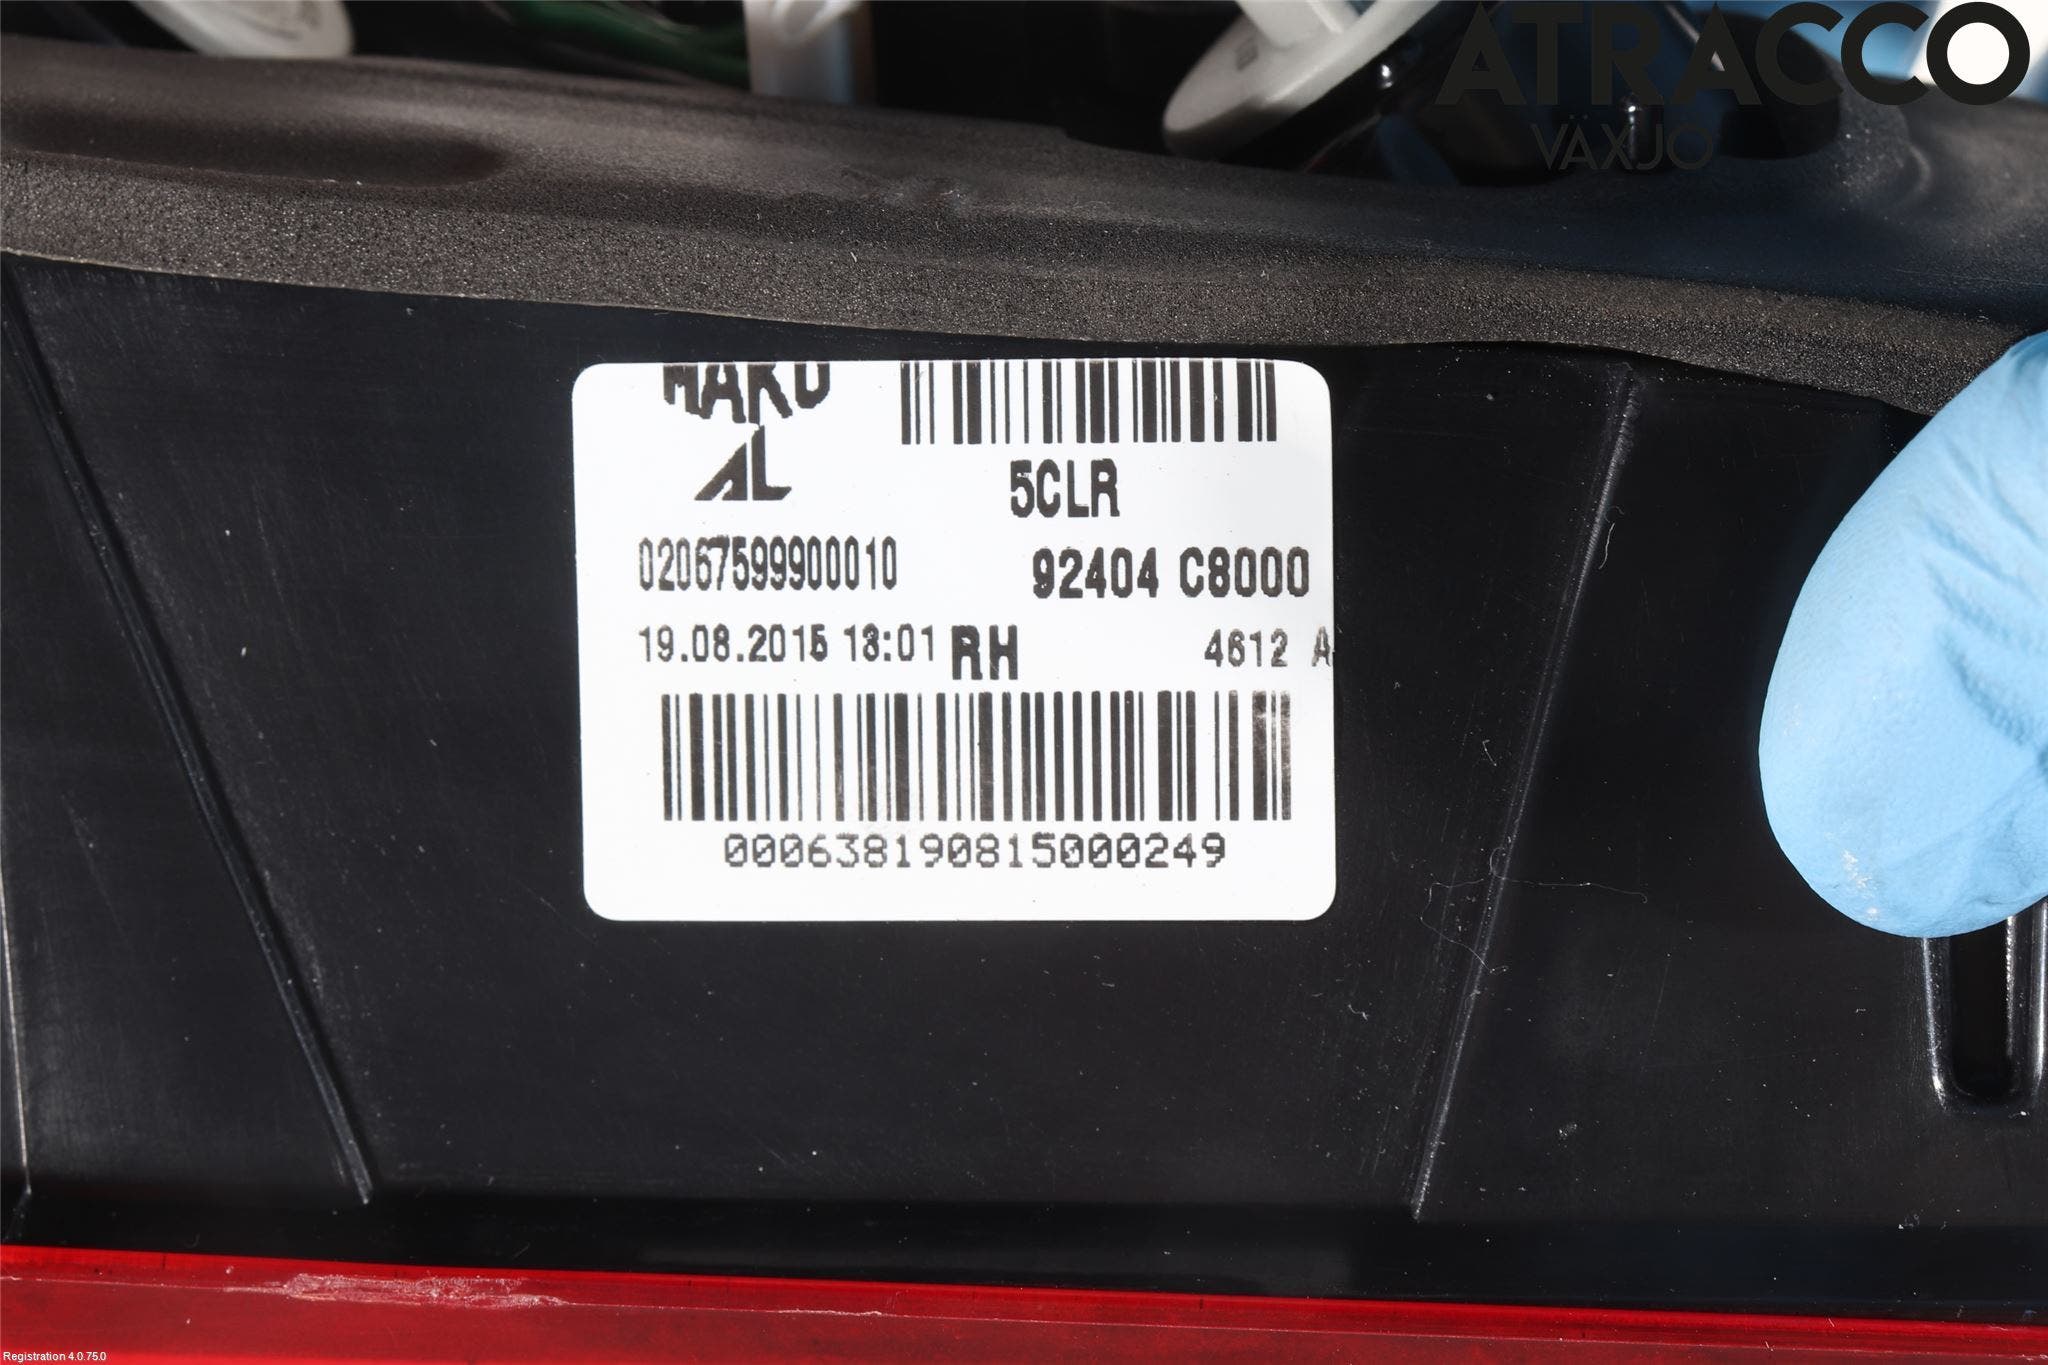 ATRACCO
VÄXJÖ
AL
5CLR
02067599900010
92404 C8000
19.08.2015 13:01 RH
4612 A
000638190815000249
Registration 4.0.75.0